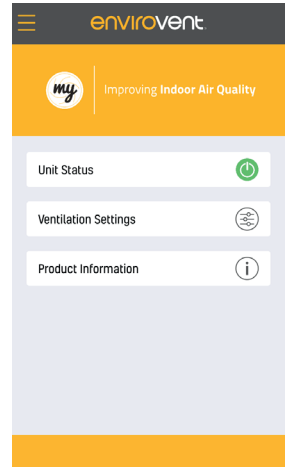 envirovent
my
Improving Indoor Air Quality
Unit Status
Ventilation Settings
Product Information
i